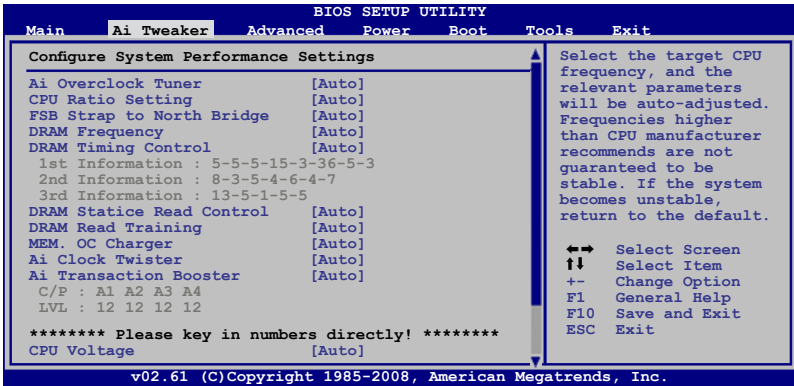 BIOS SETUP UTILITY
Main Ai Tweaker Advanced Power Boot Tools Exit
Configure System Performance Settings
Ai Overclock Tuner [Auto]
CPU Ratio Setting [Auto]
FSB Strap to North Bridge [Auto]
DRAM Frequency [Auto]
DRAM Timing Control [Auto]
1st Information : 5-5-5-15-3-36-5-3
2nd Information : 8-3-5-4-6-4-7
3rd Information : 13-5-1-5-5
DRAM Statice Read Control [Auto]
DRAM Read Training [Auto]
MEM. OC Charger [Auto]
Ai Clock Twister [Auto]
Ai Transaction Booster [Auto]
C/P : A1 A2 A3 A4
LVL : 12 12 12 12
******** Please key in numbers directly! ********
CPU Voltage [Auto]
Select the target CPU
frequency, and the
relevant parameters
will be auto-adjusted.
Frequencies higher
than CPU manufacturer
recommends are not
guaranteed to be
stable. If the system
becomes unstable,
return to the default.
←→ Select Screen
↑↓ Select Item
+- Change Option
F1 General Help
F10 Save and Exit
ESC Exit
v02.61 (C)Copyright 1985-2008, American Megatrends, Inc.